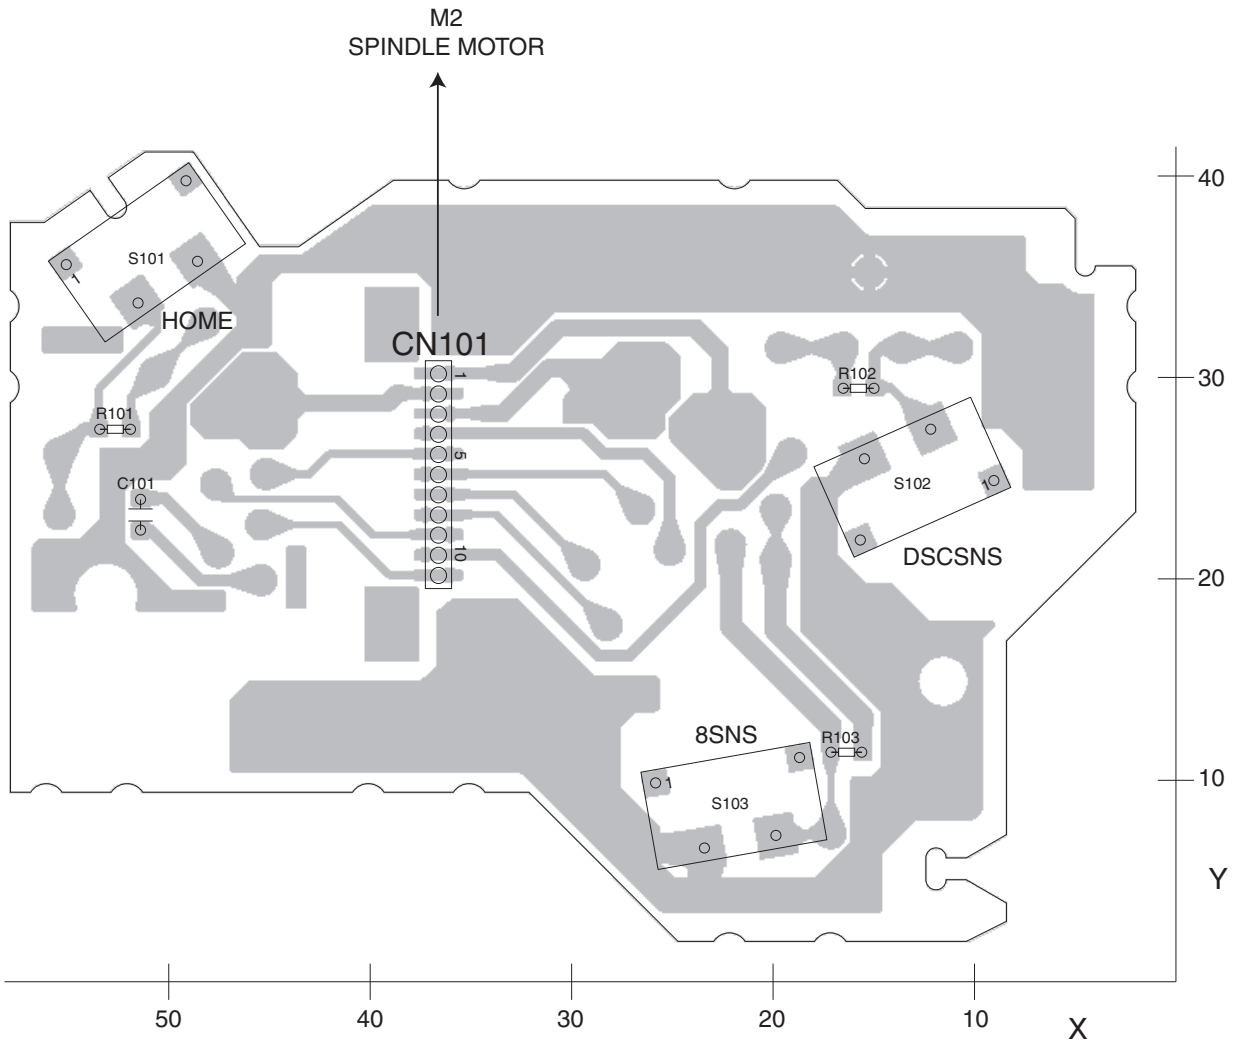 M2
SPINDLE MOTOR
40
S101
1
HOME
CN101
1
30
R102
R101
5
C101
S102
1
DSCSNS
10
20
8SNS
R103
1
S103
10
Y
50
40
30
20
10
X